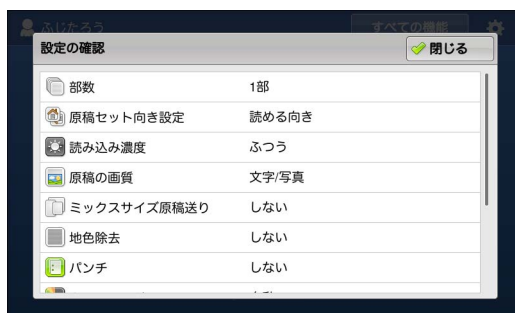 ふじたろう
すべての機能
設定の確認
閉じる
部数 1部
原稿セット向き設定 読める向き
読み込み濃度 ふつう
原稿の画質 文字/写真
ミックスサイズ原稿送り しない
地色除去 しない
パンチ しない